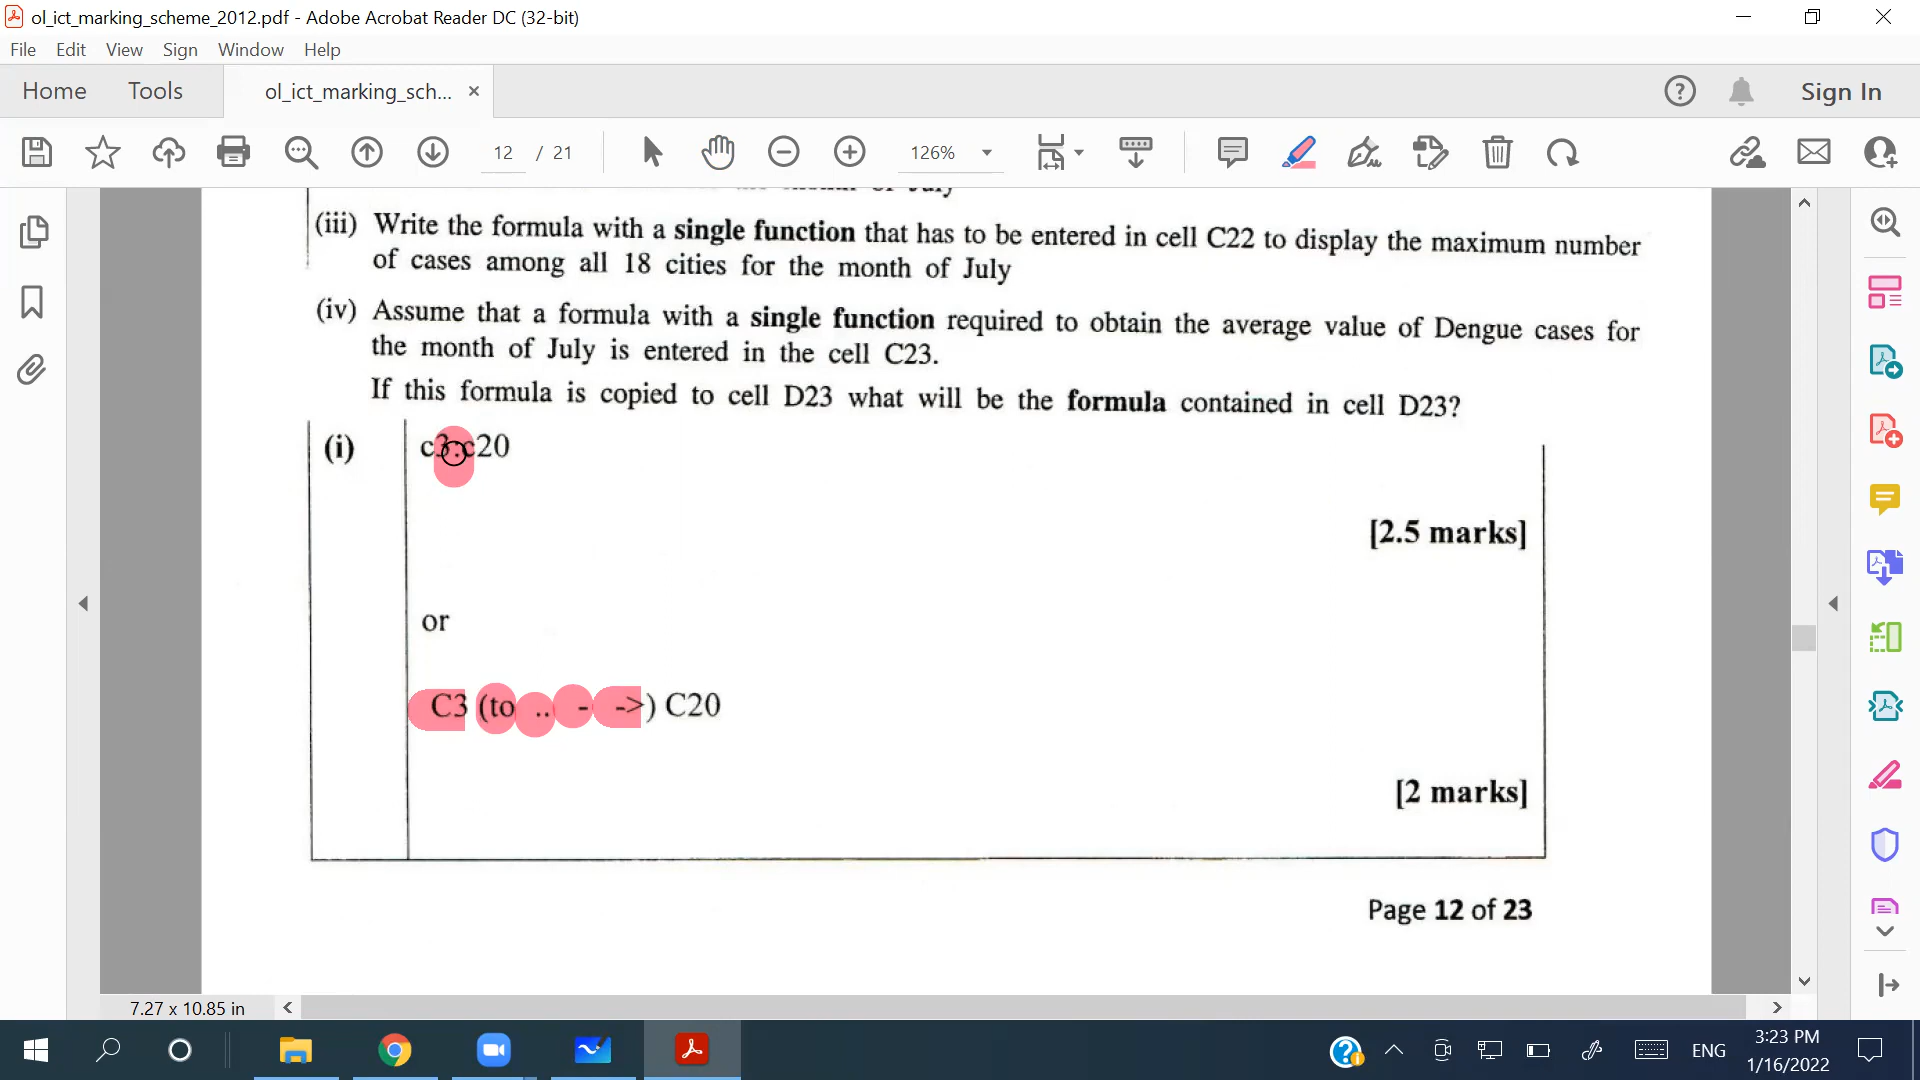 ol_ict_marking_scheme_2012.pdf - Adobe Acrobat Reader DC (32-bit)
File Edit View Sign Window Help
Home Tools ol_ict_marking_sch... × Sign In
12 / 21 126%
(iii) Write the formula with a single function that has to be entered in cell C22 to display the maximum number
of cases among all 18 cities for the month of July
(iv) Assume that a formula with a single function required to obtain the average value of Dengue cases for
the month of July is entered in the cell C23.
If this formula is copied to cell D23 what will be the formula contained in cell D23?
(i) c3:c20
[2.5 marks]
or
C3 (to .. - ->) C20
[2 marks]
Page 12 of 23
7.27 x 10.85 in
ENG
3:23 PM
1/16/2022